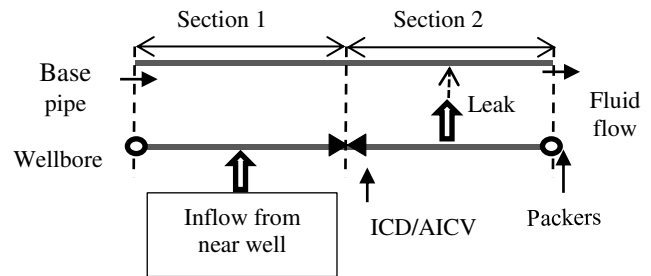 Section 1
Section 2
Base
pipe
Leak
Fluid
flow
Wellbore
Inflow from
near well
ICD/AICV
Packers